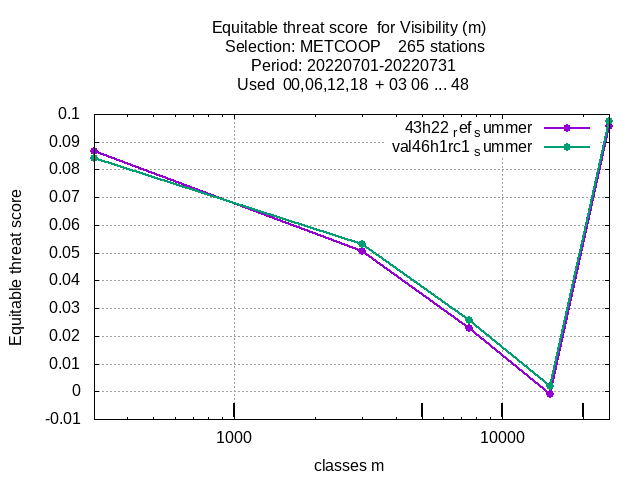 Equitable threat score  for Visibility (m)
Selection: METCOOP    265 stations
Period: 20220701-20220731
Used  00,06,12,18  + 03 06 ... 48
43h22 ref summer
val46h1rc1 summer
0.1
0.09
0.08
0.07
0.06
0.05
0.04
0.03
0.02
0.01
0
-0.01
Equitable threat score
1000
10000
classes m